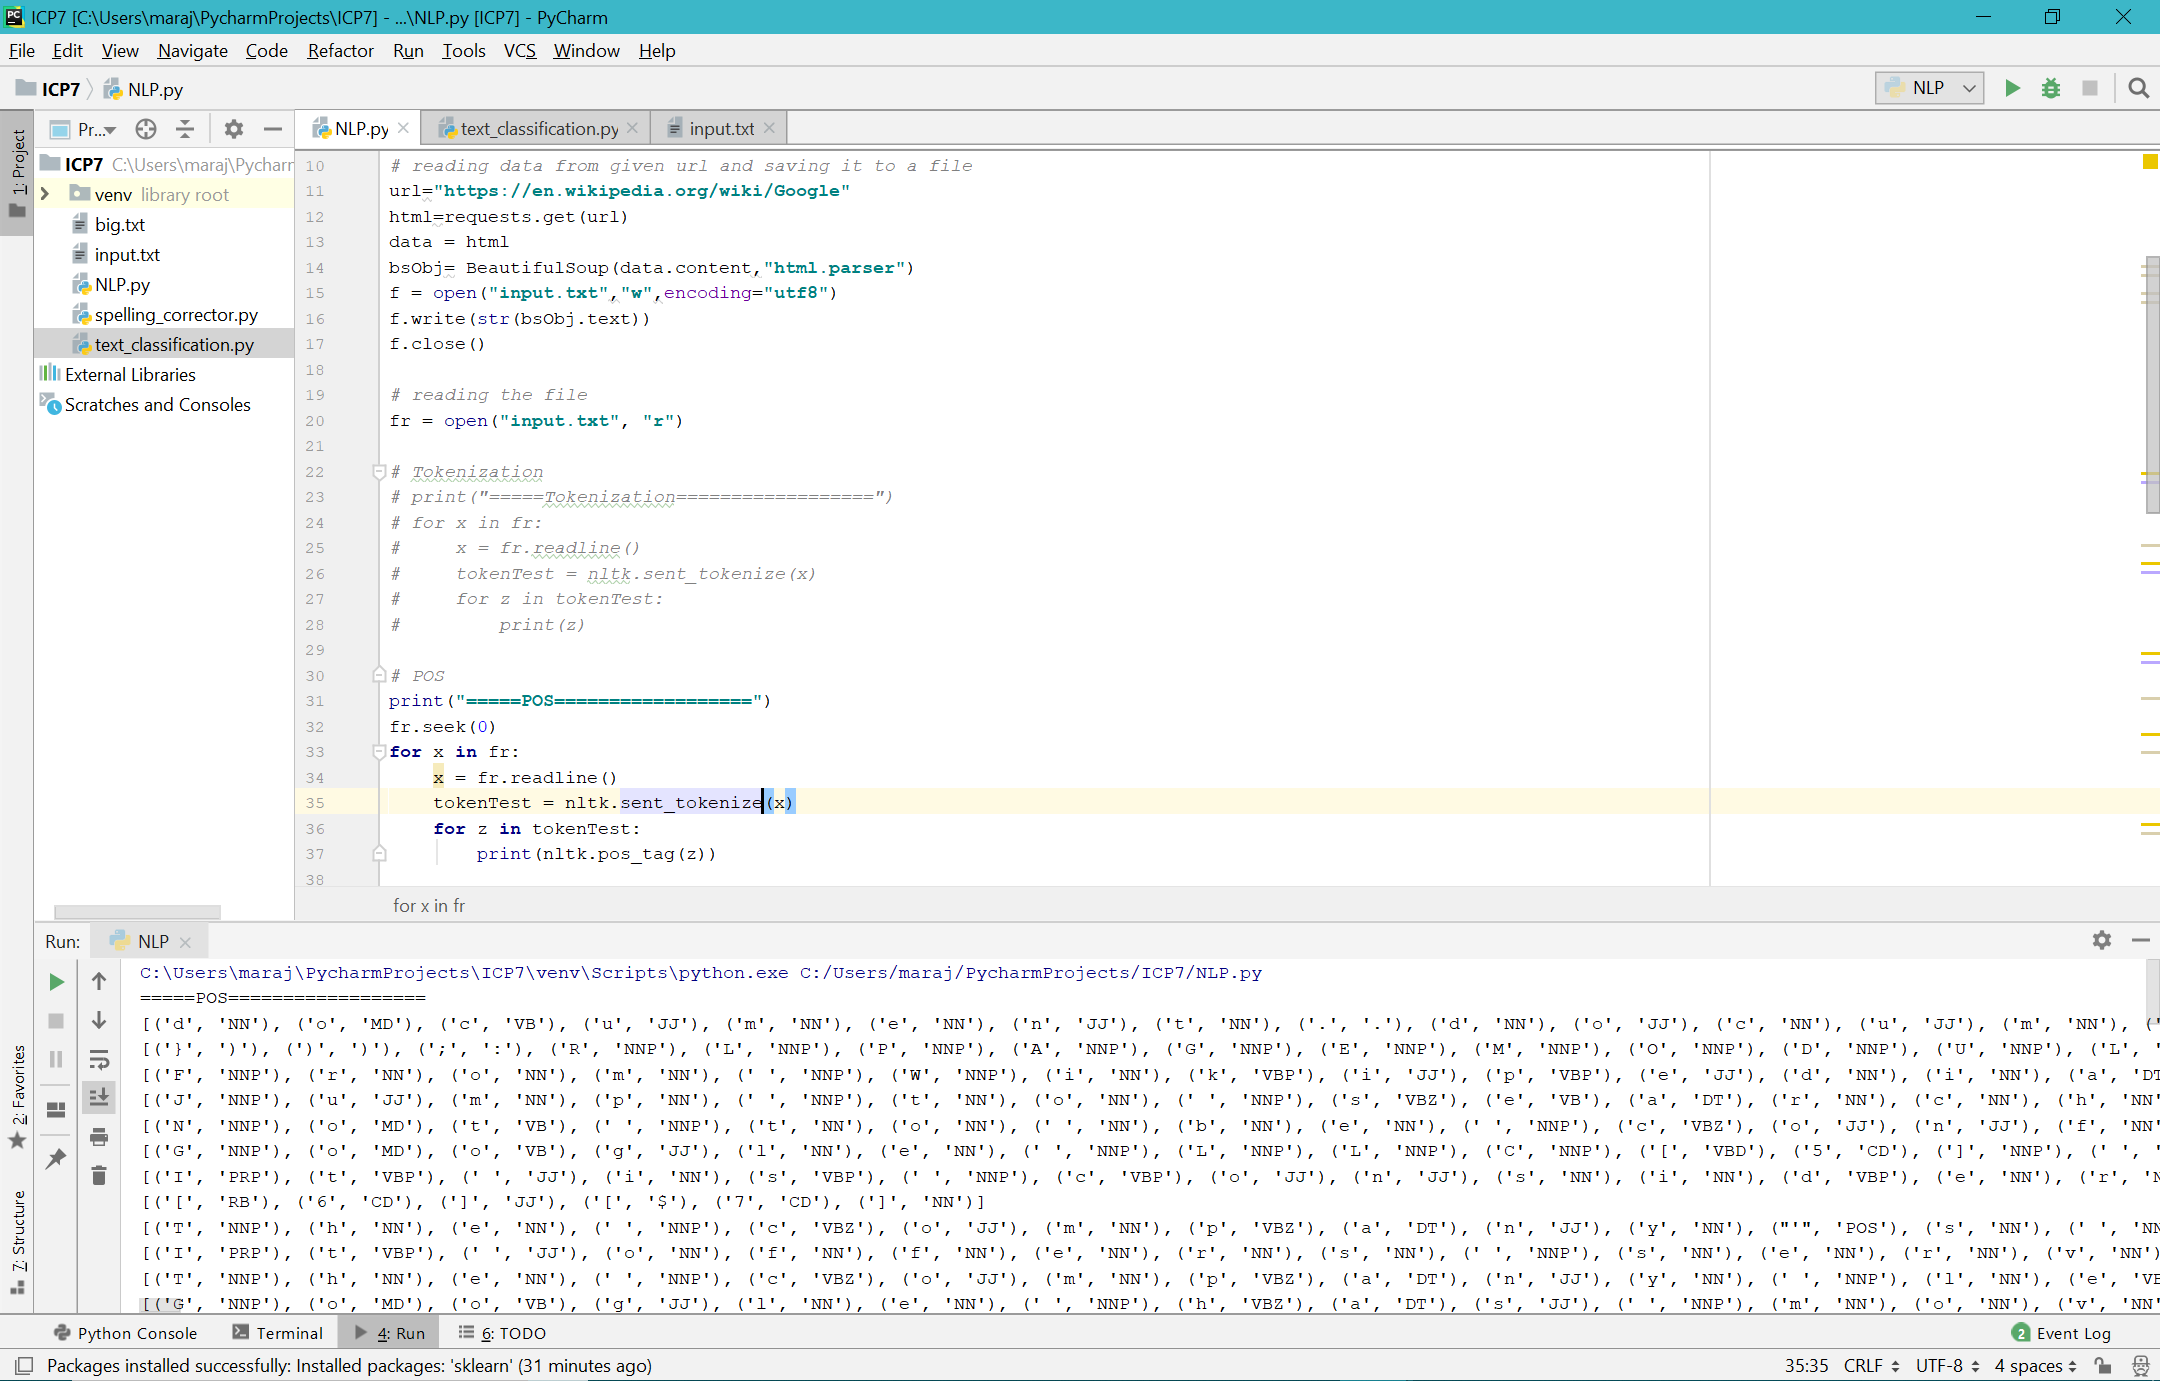 ICP7 [C:\Users\maraj\PycharmProjects\ICP7] - ...\NLP.py [ICP7] - PyCharm
File Edit View Navigate Code Refactor Run Tools VCS Window Help
ICP7 NLP.py NLP
1: Project Pr... NLP.py text_classification.py input.txt
ICP7 C:\Users\maraj\Pycharm
venv library root
big.txt
input.txt
NLP.py
spelling_corrector.py
text_classification.py
External Libraries
Scratches and Consoles
10 # reading data from given url and saving it to a file
11 url="https://en.wikipedia.org/wiki/Google"
12 html=requests.get(url)
13 data = html
14 bsObj= BeautifulSoup(data.content,"html.parser")
15 f = open("input.txt","w",encoding="utf8")
16 f.write(str(bsObj.text))
17 f.close()
18
19 # reading the file
20 fr = open("input.txt", "r")
21
22 # Tokenization
23 # print("=====Tokenization==================")
24 # for x in fr:
25 #     x = fr.readline()
26 #     tokenTest = nltk.sent_tokenize(x)
27 #     for z in tokenTest:
28 #         print(z)
29
30 # POS
31 print("=====POS==================")
32 fr.seek(0)
33 for x in fr:
34     x = fr.readline()
35     tokenTest = nltk.sent_tokenize(x)
36     for z in tokenTest:
37         print(nltk.pos_tag(z))
38
for x in fr
Run: NLP
C:\Users\maraj\PycharmProjects\ICP7\venv\Scripts\python.exe C:/Users/maraj/PycharmProjects/ICP7/NLP.py
=====POS==================
[('d', 'NN'), ('o', 'MD'), ('c', 'VB'), ('u', 'JJ'), ('m', 'NN'), ('e', 'NN'), ('n', 'JJ'), ('t', 'NN'), ('.', '.'), ('d', 'NN'), ('o', 'JJ'), ('c', 'NN'), ('u', 'JJ'), ('m', 'NN'), ('
[('}', ')'), (')', ')'), (';', ':'), ('R', 'NNP'), ('L', 'NNP'), ('P', 'NNP'), ('A', 'NNP'), ('G', 'NNP'), ('E', 'NNP'), ('M', 'NNP'), ('O', 'NNP'), ('D', 'NNP'), ('U', 'NNP'), ('L', '
[('F', 'NNP'), ('r', 'NN'), ('o', 'NN'), ('m', 'NN'), (' ', 'NNP'), ('W', 'NNP'), ('i', 'NN'), ('k', 'VBP'), ('i', 'JJ'), ('p', 'VBP'), ('e', 'JJ'), ('d', 'NN'), ('i', 'NN'), ('a', 'DT
[('J', 'NNP'), ('u', 'JJ'), ('m', 'NN'), ('p', 'NN'), (' ', 'NNP'), ('t', 'NN'), ('o', 'NN'), (' ', 'NNP'), ('s', 'VBZ'), ('e', 'VB'), ('a', 'DT'), ('r', 'NN'), ('c', 'NN'), ('h', 'NN'
[('N', 'NNP'), ('o', 'MD'), ('t', 'VB'), (' ', 'NNP'), ('t', 'NN'), ('o', 'NN'), (' ', 'NN'), ('b', 'NN'), ('e', 'NN'), (' ', 'NNP'), ('c', 'VBZ'), ('o', 'JJ'), ('n', 'JJ'), ('f', 'NN'
[('G', 'NNP'), ('o', 'MD'), ('o', 'VB'), ('g', 'JJ'), ('l', 'NN'), ('e', 'NN'), (' ', 'NNP'), ('L', 'NNP'), ('L', 'NNP'), ('C', 'NNP'), ('[', 'VBD'), ('5', 'CD'), (']', 'NNP'), (' ', '
[('I', 'PRP'), ('t', 'VBP'), (' ', 'JJ'), ('i', 'NN'), ('s', 'VBP'), (' ', 'NNP'), ('c', 'VBP'), ('o', 'JJ'), ('n', 'JJ'), ('s', 'NN'), ('i', 'NN'), ('d', 'VBP'), ('e', 'NN'), ('r', 'N
[('[', 'RB'), ('6', 'CD'), (']', 'JJ'), ('[', '$'), ('7', 'CD'), (']', 'NN')]
[('T', 'NNP'), ('h', 'NN'), ('e', 'NN'), (' ', 'NNP'), ('c', 'VBZ'), ('o', 'JJ'), ('m', 'NN'), ('p', 'VBZ'), ('a', 'DT'), ('n', 'JJ'), ('y', 'NN'), ("'", 'POS'), ('s', 'NN'), (' ', 'NN
[('I', 'PRP'), ('t', 'VBP'), (' ', 'JJ'), ('o', 'NN'), ('f', 'NN'), ('f', 'NN'), ('e', 'NN'), ('r', 'NN'), ('s', 'NN'), (' ', 'NNP'), ('s', 'NN'), ('e', 'NN'), ('r', 'NN'), ('v', 'NN')
[('T', 'NNP'), ('h', 'NN'), ('e', 'NN'), (' ', 'NNP'), ('c', 'VBZ'), ('o', 'JJ'), ('m', 'NN'), ('p', 'VBZ'), ('a', 'DT'), ('n', 'JJ'), ('y', 'NN'), (' ', 'NNP'), ('l', 'NN'), ('e', 'VB
[('G', 'NNP'), ('o', 'MD'), ('o', 'VB'), ('g', 'JJ'), ('l', 'NN'), ('e', 'NN'), (' ', 'NNP'), ('h', 'VBZ'), ('a', 'DT'), ('s', 'JJ'), (' ', 'NNP'), ('m', 'NN'), ('o', 'NN'), ('v', 'NN'
2: Favorites
7: Structure
Python Console Terminal 4: Run 6: TODO 2 Event Log
Packages installed successfully: Installed packages: 'sklearn' (31 minutes ago) 35:35 CRLF UTF-8 4 spaces